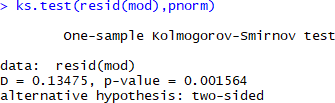 > ks.test(resid(mod),pnorm)
One-sample Kolmogorov-Smirnov test
data:  resid(mod)
D = 0.13475, p-value = 0.001564
alternative hypothesis: two-sided